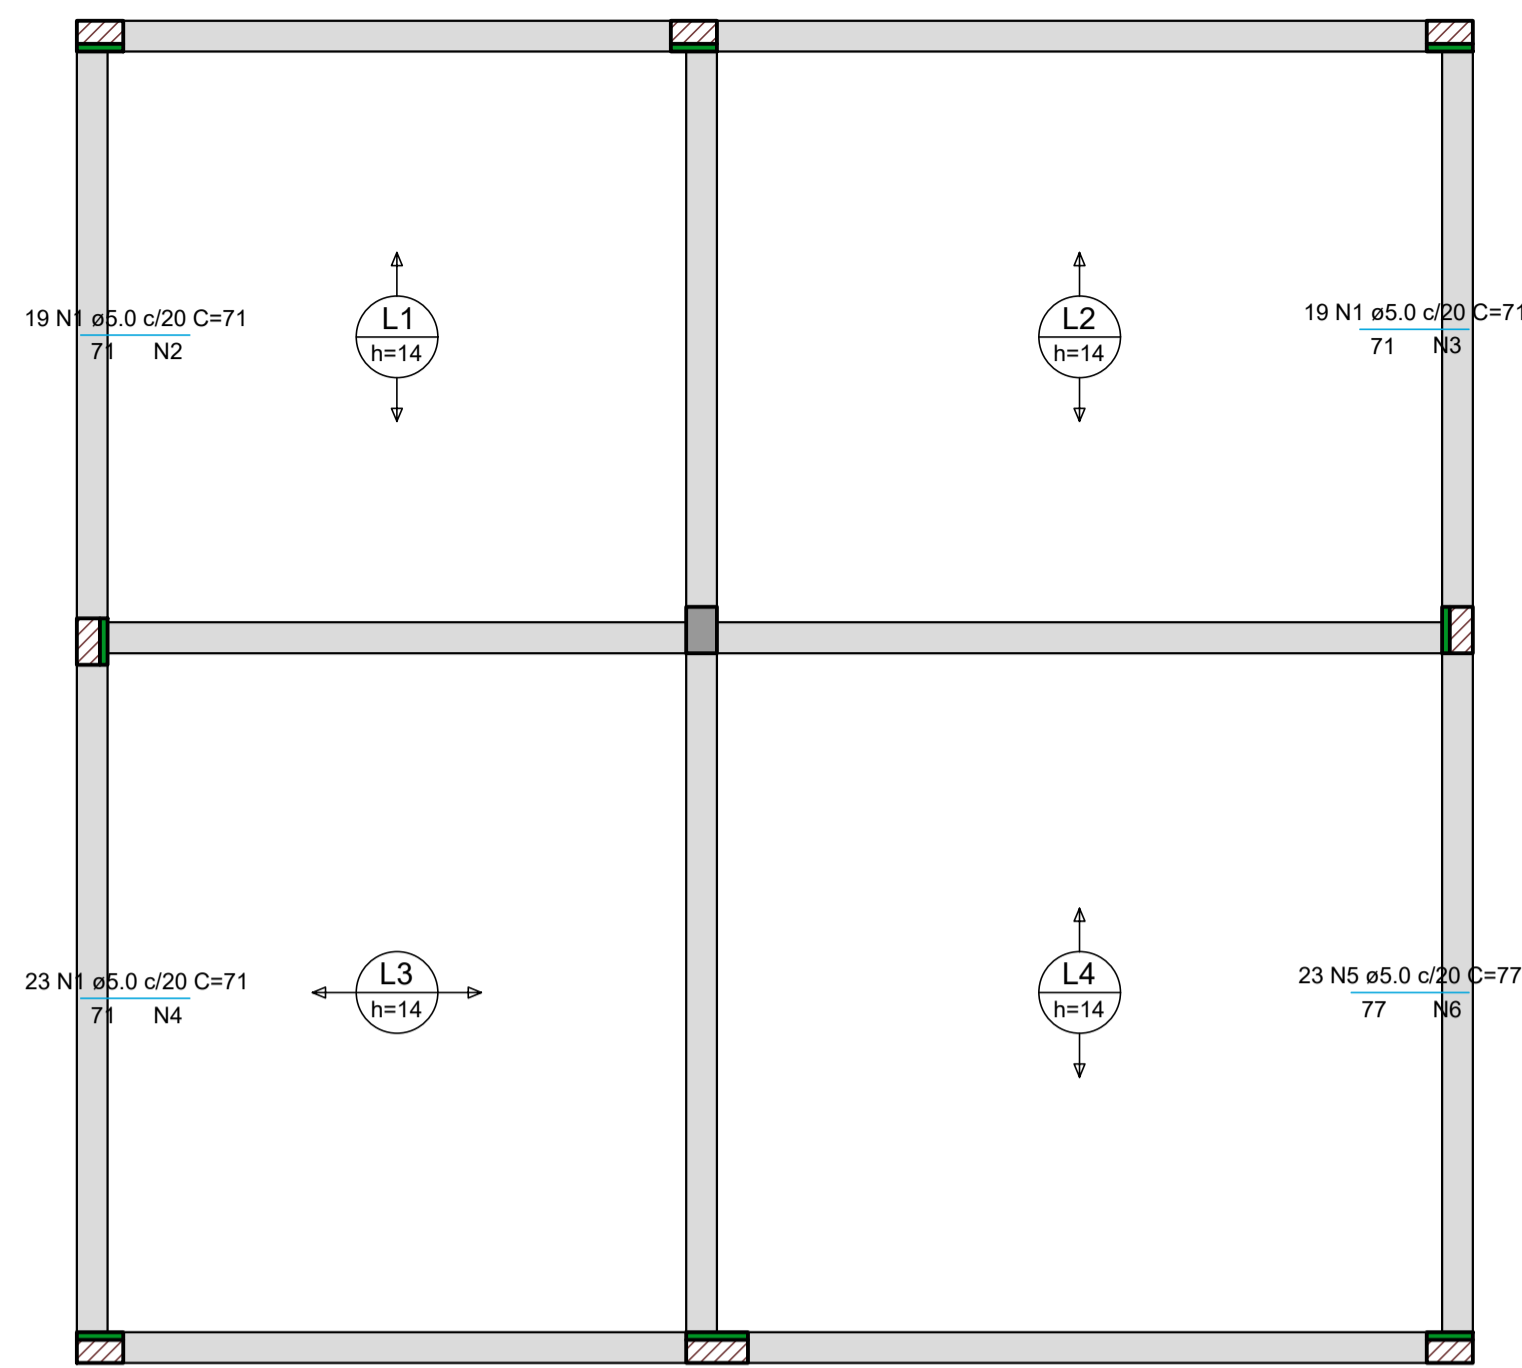 L1
h=14
L2
h=14
19 N1 ø5.0 c/20 C=71
71 N2
19 N1 ø5.0 c/20 C=71
71 N3
L3
h=14
L4
h=14
23 N1 ø5.0 c/20 C=71
71 N4
23 N5 ø5.0 c/20 C=77
77 N6